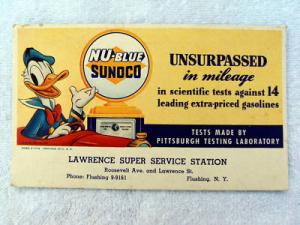 NU-BLUE
SUNOCO
UNSURPASSED
in mileage
in scientific tests against 14
leading extra-priced gasolines
TESTS MADE BY
PITTSBURGH TESTING LABORATORY
LAWRENCE SUPER SERVICE STATION
Roosevelt Ave. and Lawrence St.
Phone: Flushing 9-9181
Flushing, N. Y.